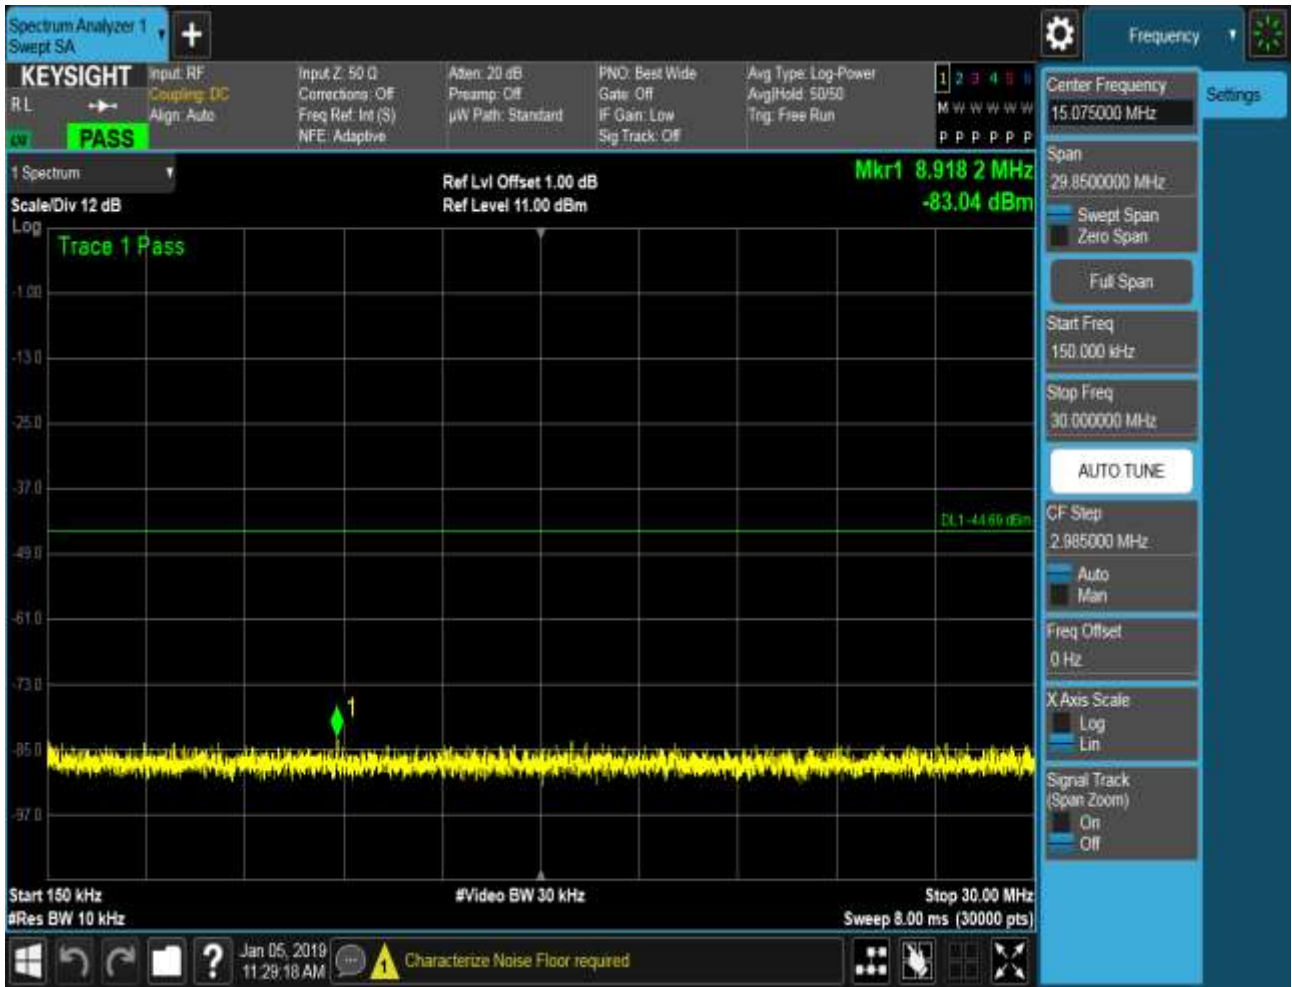 Spectrum Analyzer 1
Swept SA
+
Frequency
KEYSIGHT
Input: RF
Coupling: DC
Align: Auto
Input Z: 50 Ω
Corrections: Off
Freq Ref: Int (S)
NFE: Adaptive
Atten: 20 dB
Preamp: Off
µW Path: Standard
PNO: Best Wide
Gate: Off
IF Gain: Low
Sig Track: Off
Avg Type: Log-Power
Avg|Hold: 50/50
Trig: Free Run
1 2 3 4 5 6
M W W W W W
P P P P P P
R L
PASS
1 Spectrum
Scale/Div 12 dB
Ref Lvl Offset 1.00 dB
Ref Level 11.00 dBm
Mkr1 8.918 2 MHz
-83.04 dBm
Log
Trace 1 Pass
-1.00
-13.0
-25.0
-37.0
DL1 -44.69 dBm
-49.0
-61.0
-73.0
1
-85.0
-97.0
Start 150 kHz
#Video BW 30 kHz
Stop 30.00 MHz
#Res BW 10 kHz
Sweep 8.00 ms (30000 pts)
?
Jan 05, 2019
11:29:18 AM
1
Characterize Noise Floor required
Center Frequency
15.075000 MHz
Settings
Span
29.8500000 MHz
Swept Span
Zero Span
Full Span
Start Freq
150.000 kHz
Stop Freq
30.000000 MHz
AUTO TUNE
CF Step
2.985000 MHz
Auto
Man
Freq Offset
0 Hz
X Axis Scale
Log
Lin
Signal Track
(Span Zoom)
On
Off